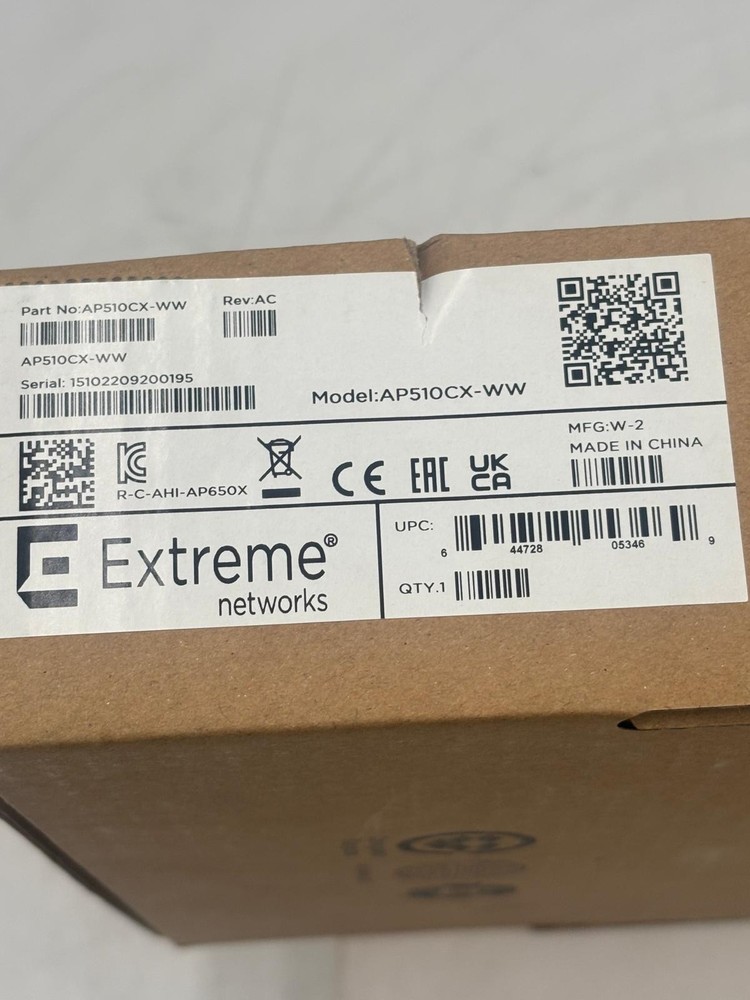 Part No:AP510CX-WW
Rev:AC
AP510CX-WW
Serial: 15102209200195
Model:AP510CX-WW
R-C-AHI-AP650X
CE
EAC
UK
CA
MFG:W-2
MADE IN CHINA
Extreme®
networks
UPC:
6 44728 05346 9
QTY.1